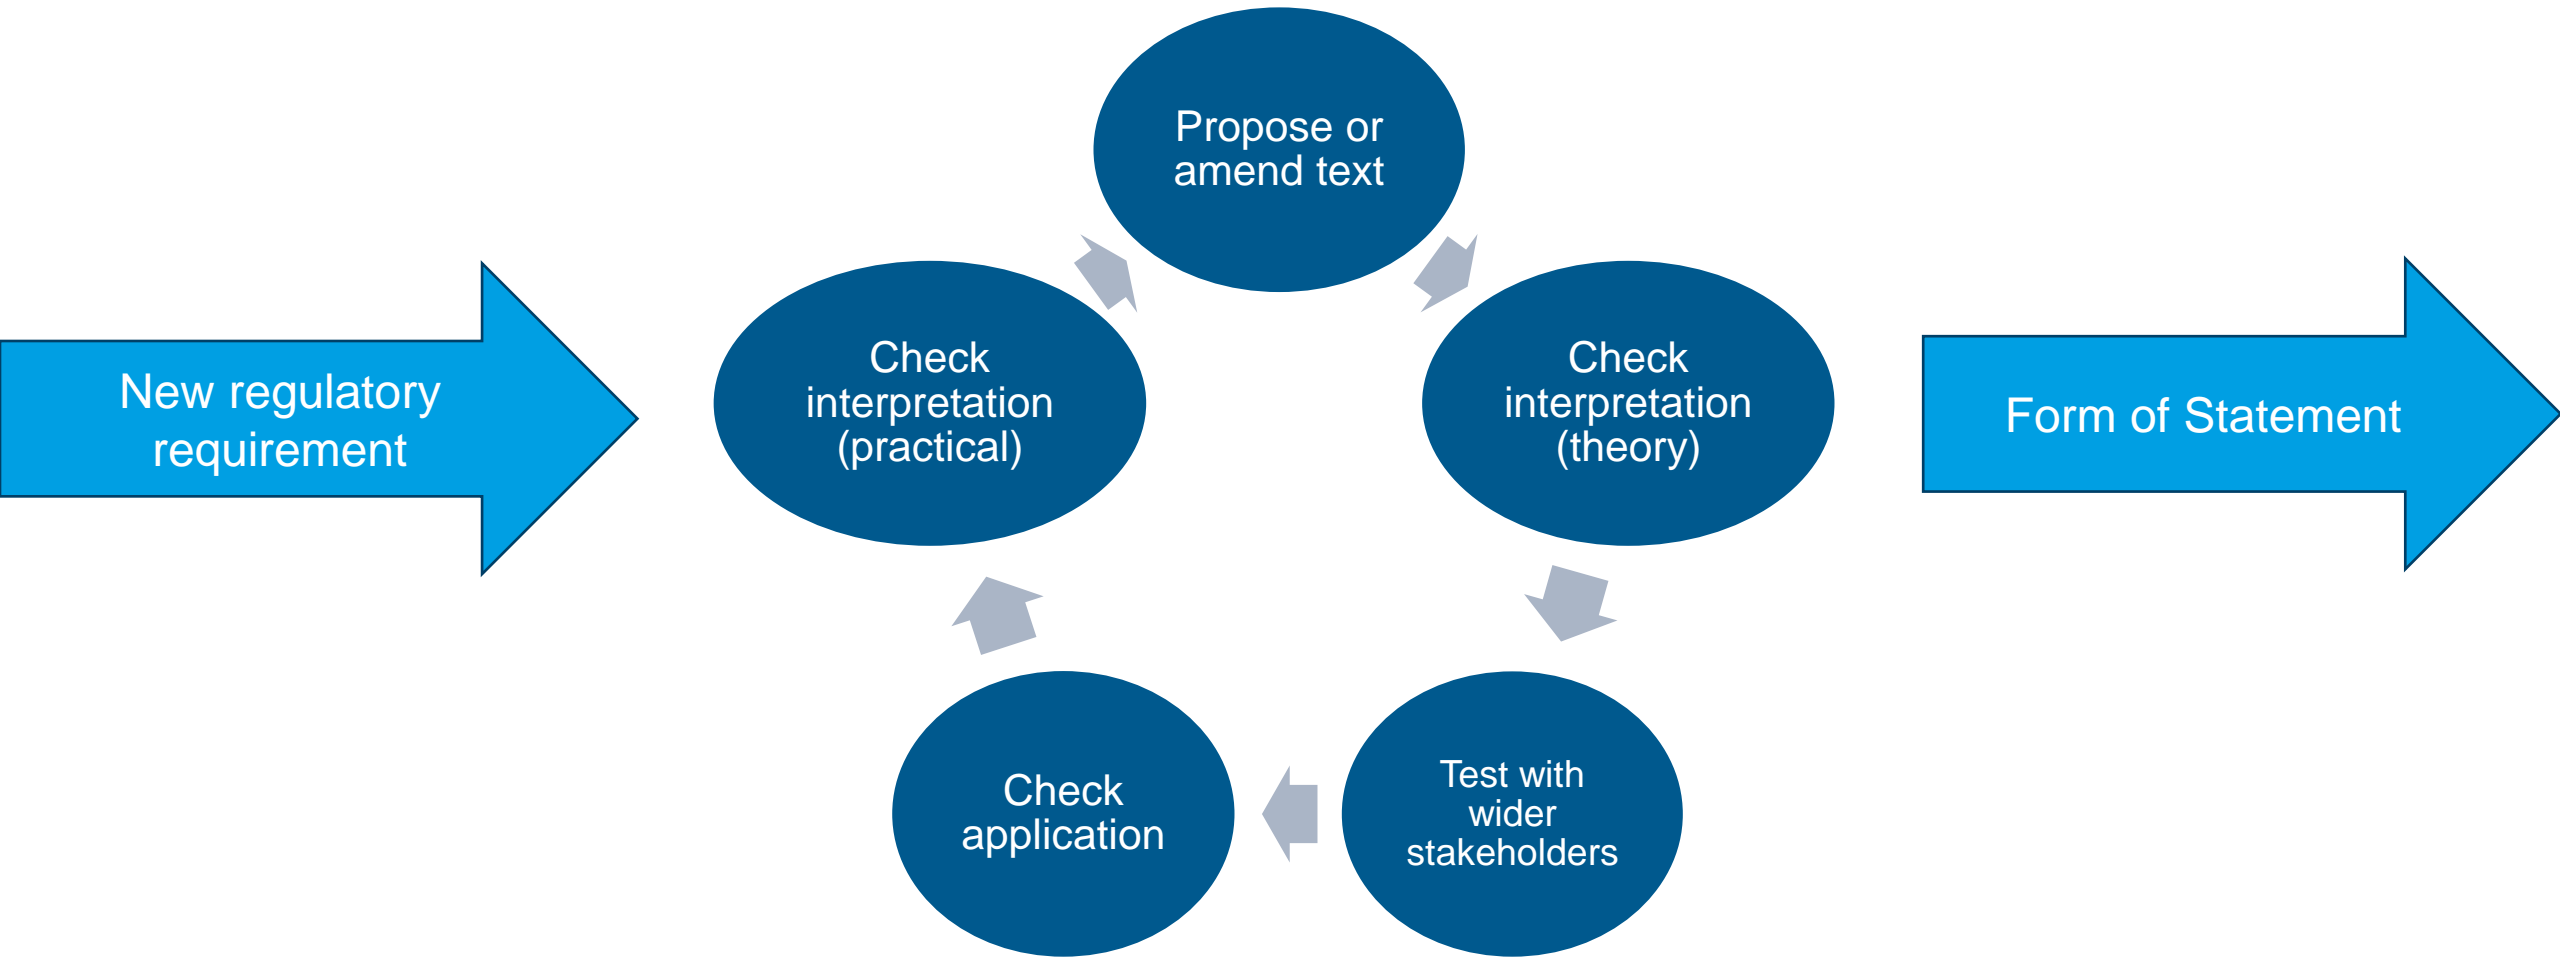 New regulatory
requirement
Propose or
amend text
Check
interpretation
(theory)
Test with
wider
stakeholders
Check
application
Check
interpretation
(practical)
Form of Statement